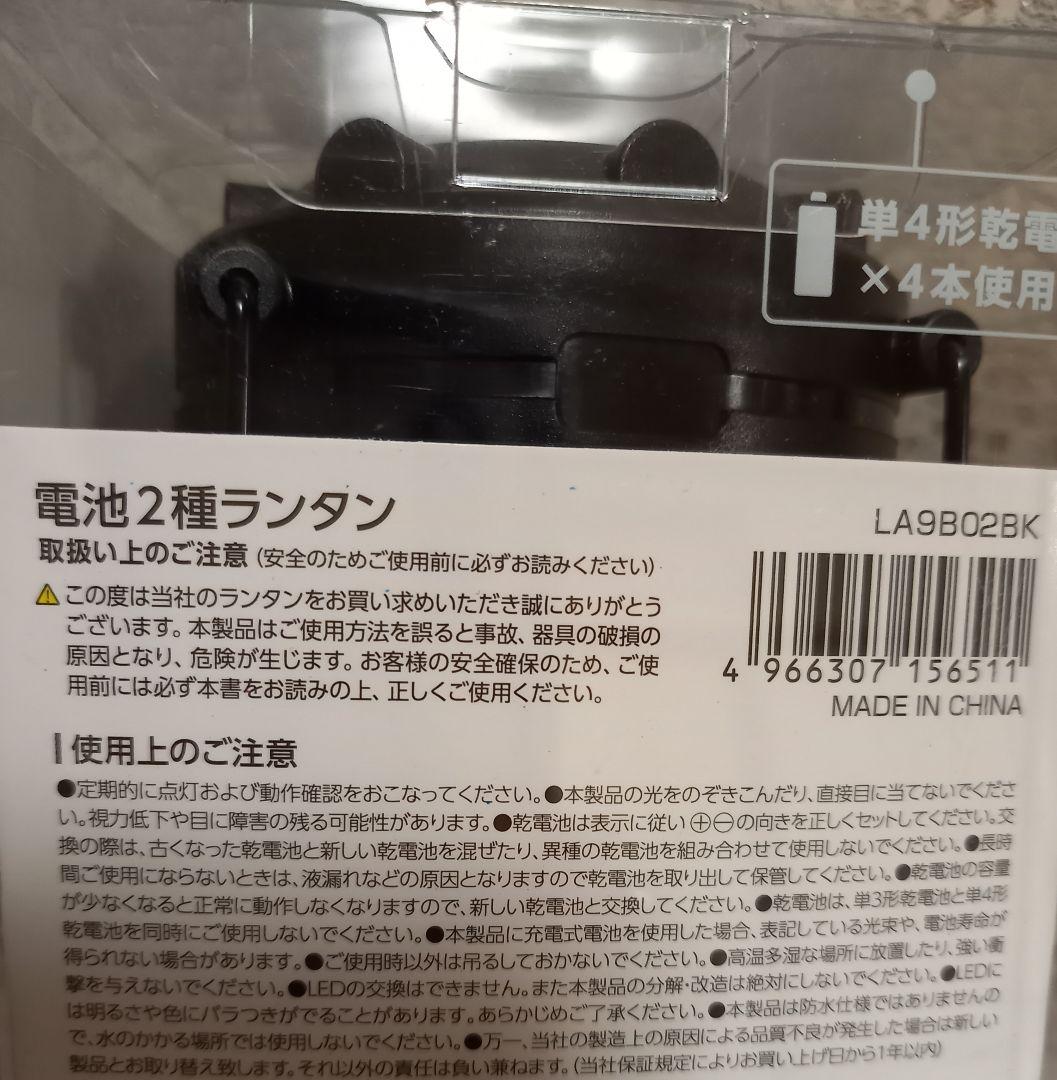 単4形乾電
×4本使用
電池2種ランタン
LA9B02BK
取扱い上のご注意(安全のためご使用前に必ずお読みください)
この度は当社のランタンをお買い求めいただき誠にありがとう
ございます。本製品はご使用方法を誤ると事故、器具の破損の
原因となり、危険が生じます。お客様の安全確保のため、ご使
用前には必ず本書をお読みの上、正しくご使用ください。
4 966307 156511
MADE IN CHINA
使用上のご注意
●定期的に点灯および動作確認をおこなってください。●本製品の光をのぞきこんだり、直接目に当てないでくださ
い。視力低下や目に障害の残る可能性があります。●乾電池は表示に従い⊕⊖の向きを正しくセットしてください。交
換の際は、古くなった乾電池と新しい乾電池を混ぜたり、異種の乾電池を組み合わせて使用しないでください。●長時
間ご使用にならないときは、液漏れなどの原因となりますので乾電池を取り出して保管してください。●乾電池の容量
が少なくなると正常に動作しなくなりますので、新しい乾電池と交換してください。●乾電池は、単3形乾電池と単4形
乾電池を同時にご使用しないでください。●本製品に充電式電池を使用した場合、表記している光束や、電池寿命が
得られない場合があります。●ご使用時以外は吊るしておかないでください。●高温多湿な場所に放置したり、強い衝
撃を与えないでください。●LEDの交換はできません。また本製品の分解・改造は絶対にしないでください。●LEDに
は明るさや色にバラつきがでることがあります。あらかじめご了承ください。●本製品は防水仕様ではありませんの
で、水のかかる場所では使用しないでください。●万一、当社の製造上の原因による品質不良が発生した場合は新しい
製品とお取り替え致します。それ以外の責任は負い兼ねます。(当社保証規定によりお買い上げ日から1年以内)